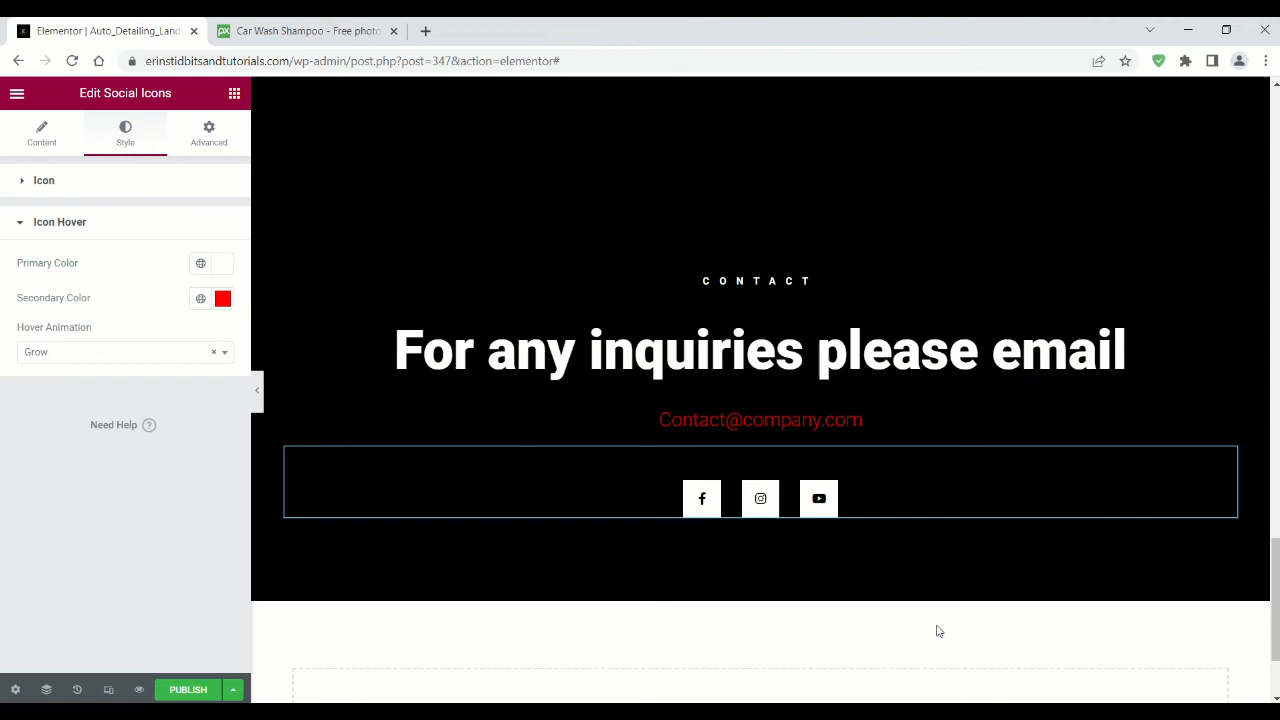 Elementor | Auto_Detailing_Land
Car Wash Shampoo - Free photo
erinstidbitsandtutorials.com/wp-admin/post.php?post=347&action=elementor#
Edit Social Icons
Content
Style
Advanced
Icon
Icon Hover
Primary Color
Secondary Color
Hover Animation
Grow
Need Help
PUBLISH
CONTACT
For any inquiries please email
Contact@company.com